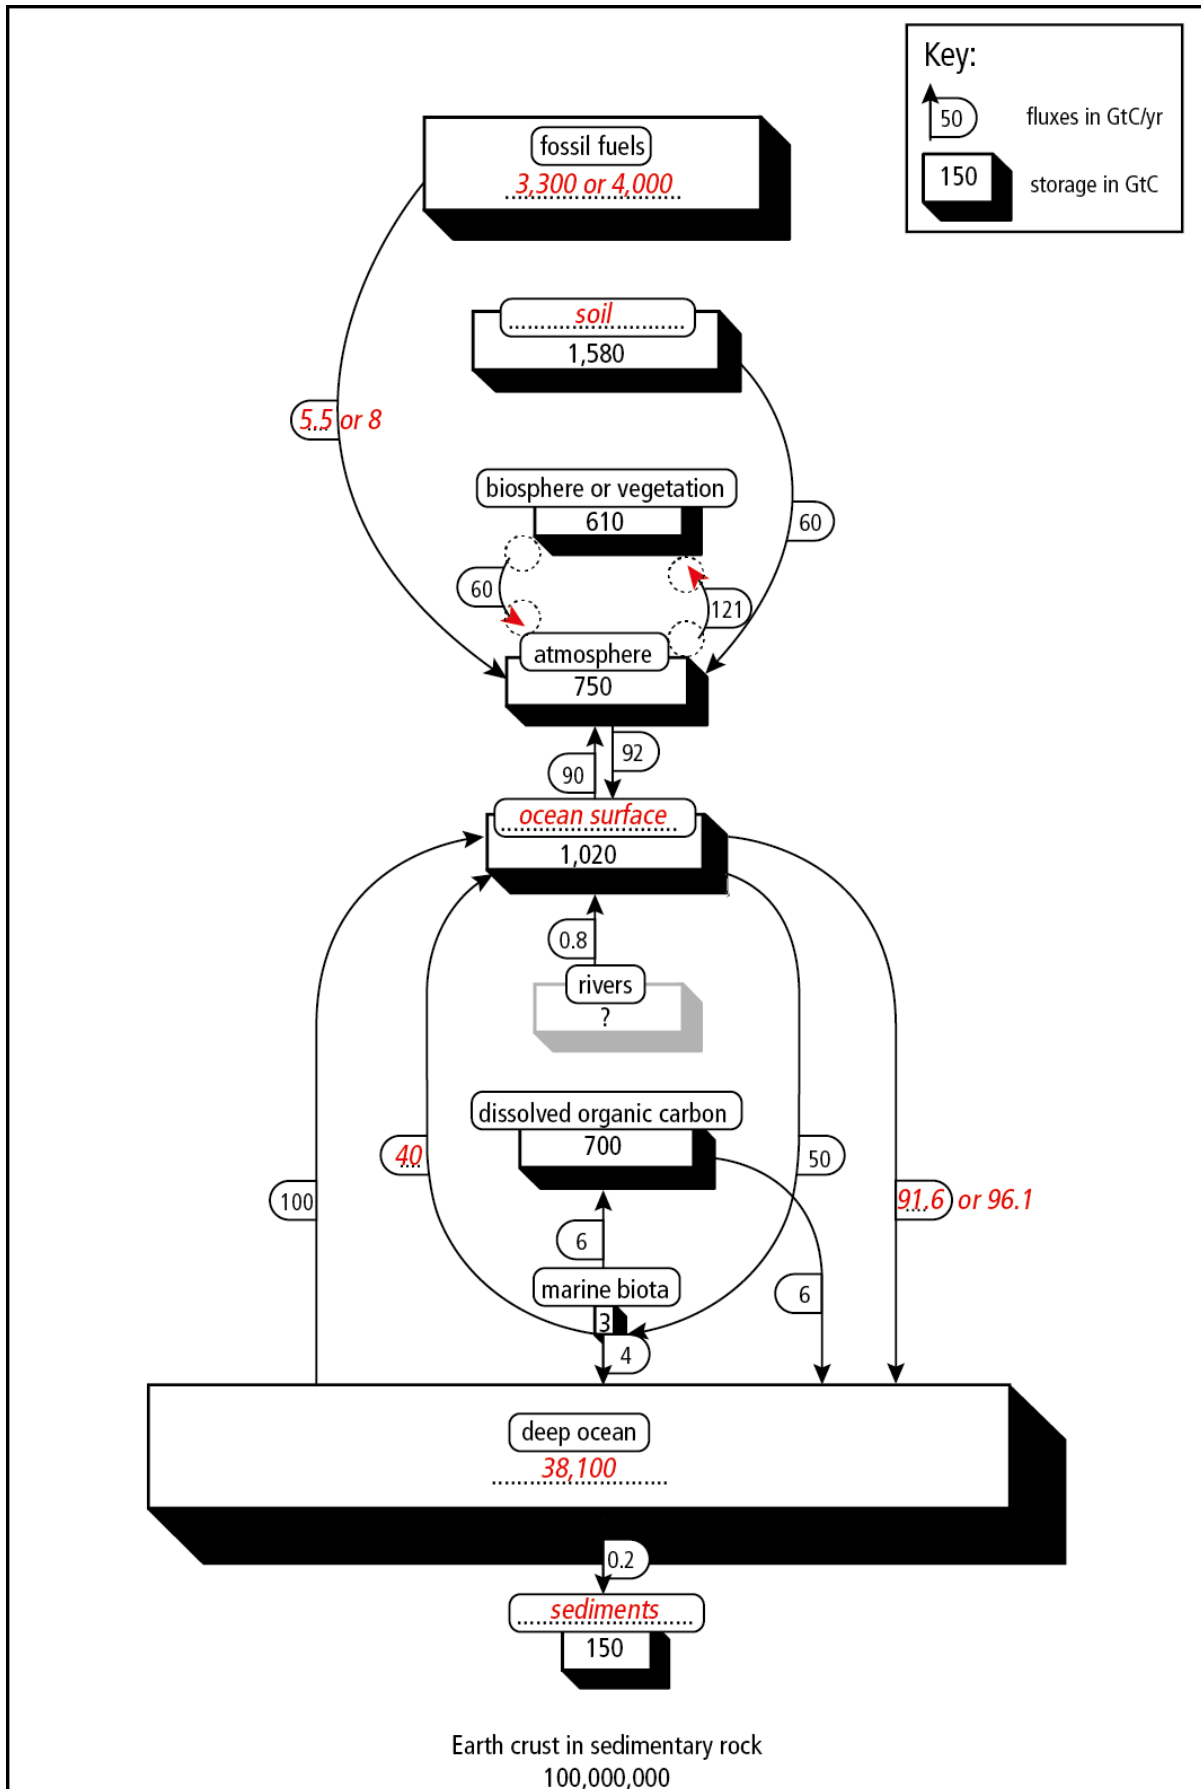 Key:
50
fluxes in GtC/yr
150
storage in GtC
fossil fuels
3,300 or 4,000
soil
1,580
5.5 or 8
biosphere or vegetation
610
60
60
121
atmosphere
750
92
90
ocean surface
1,020
0.8
rivers
?
dissolved organic carbon
700
40
50
100
91.6 or 96.1
6
marine biota
6
3
4
deep ocean
38,100
0.2
sediments
150
Earth crust in sedimentary rock
100,000,000